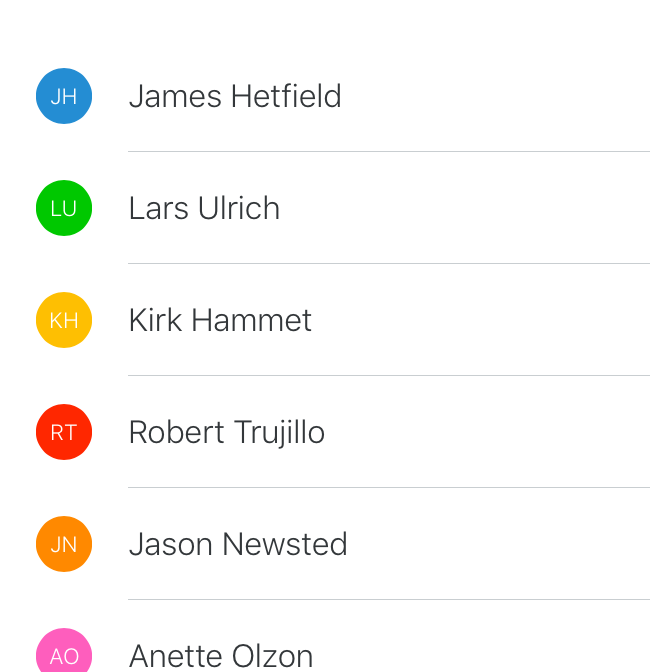 JH James Hetfield
LU Lars Ulrich
KH Kirk Hammet
RT Robert Trujillo
JN Jason Newsted
AO Anette Olzon